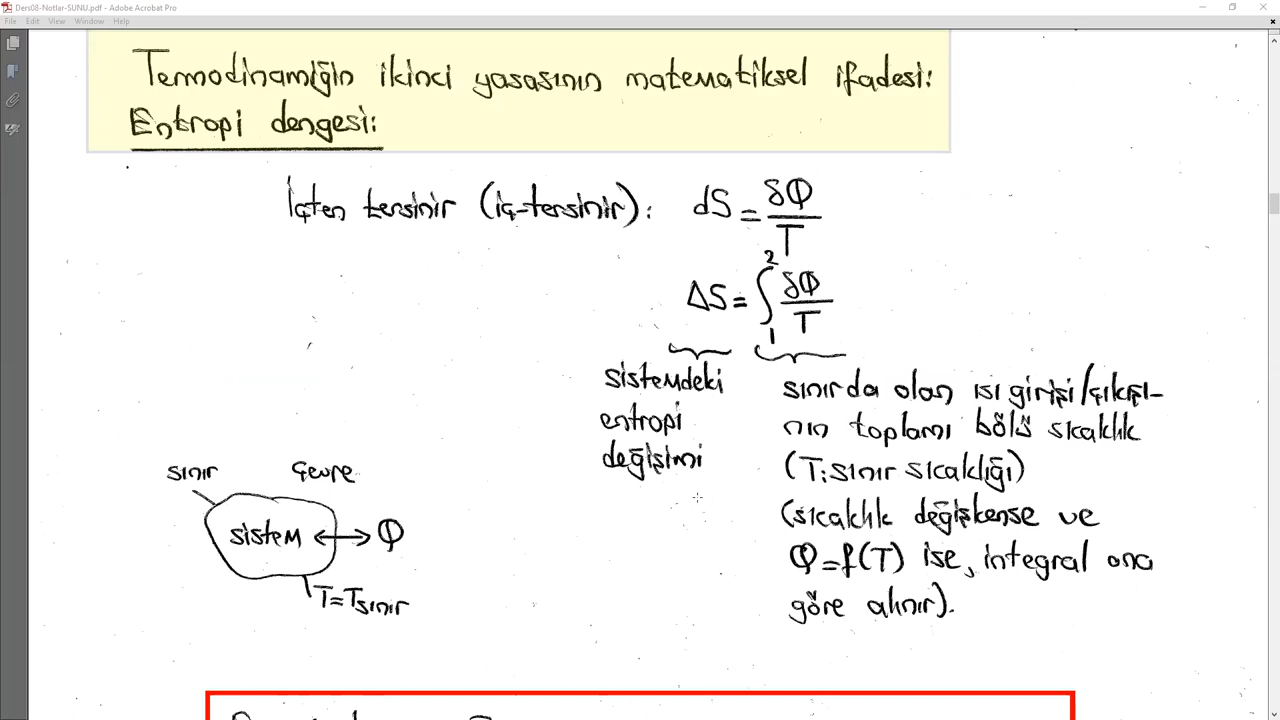 Ders08-Notlar-SUNU.pdf - Adobe Acrobat Pro
File Edit View Window Help
Termodinamiğin ikinci yasasının matematiksel ifadesi:
Entropi dengesi:
İçten tersinir (iç-tersinir): dS = δQ/T
ΔS = ∫₁² δQ/T
sistemdeki
entropi
değişimi
sınırda olan ısı girişi/çıkışı-
nın toplamı bölü sıcaklık
(T: sınır sıcaklığı)
(sıcaklık değişkense ve
Q=f(T) ise, integral ona
göre alınır).
sınır çevre
sistem ↔ Q
T=Tsınır